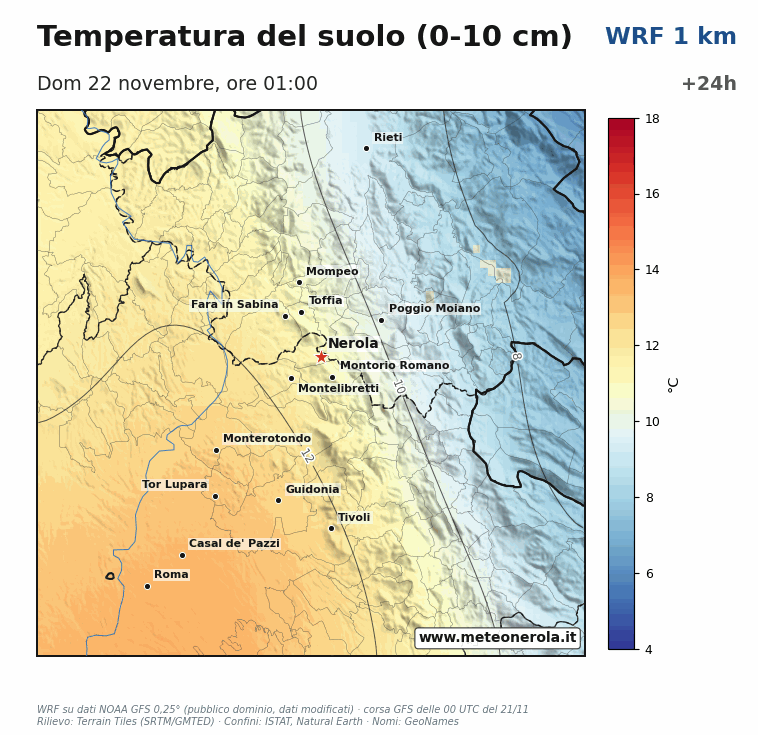 Temperatura del suolo (0-10 cm)
WRF 1 km
Dom 22 novembre, ore 01:00
+24h
Rieti
Mompeo
Toffia
Fara in Sabina
Poggio Moiano
Nerola
Montorio Romano
Montelibretti
Monterotondo
Tor Lupara
Guidonia
Tivoli
Casal de' Pazzi
Roma
8
10
12
www.meteonerola.it
18
16
14
12
10
8
6
4
°C
WRF su dati NOAA GFS 0,25° (pubblico dominio, dati modificati) · corsa GFS delle 00 UTC del 21/11
Rilievo: Terrain Tiles (SRTM/GMTED) · Confini: ISTAT, Natural Earth · Nomi: GeoNames